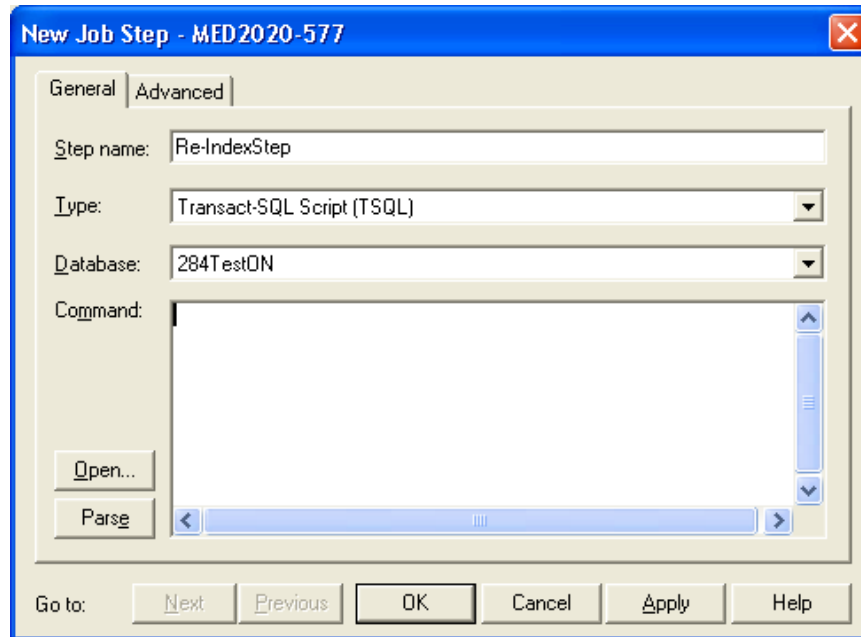 New Job Step - MED2020-577
General Advanced
Step name: Re-IndexStep
Type: Transact-SQL Script (TSQL)
Database: 284TestON
Command:
Open...
Parse
Go to: Next Previous OK Cancel Apply Help